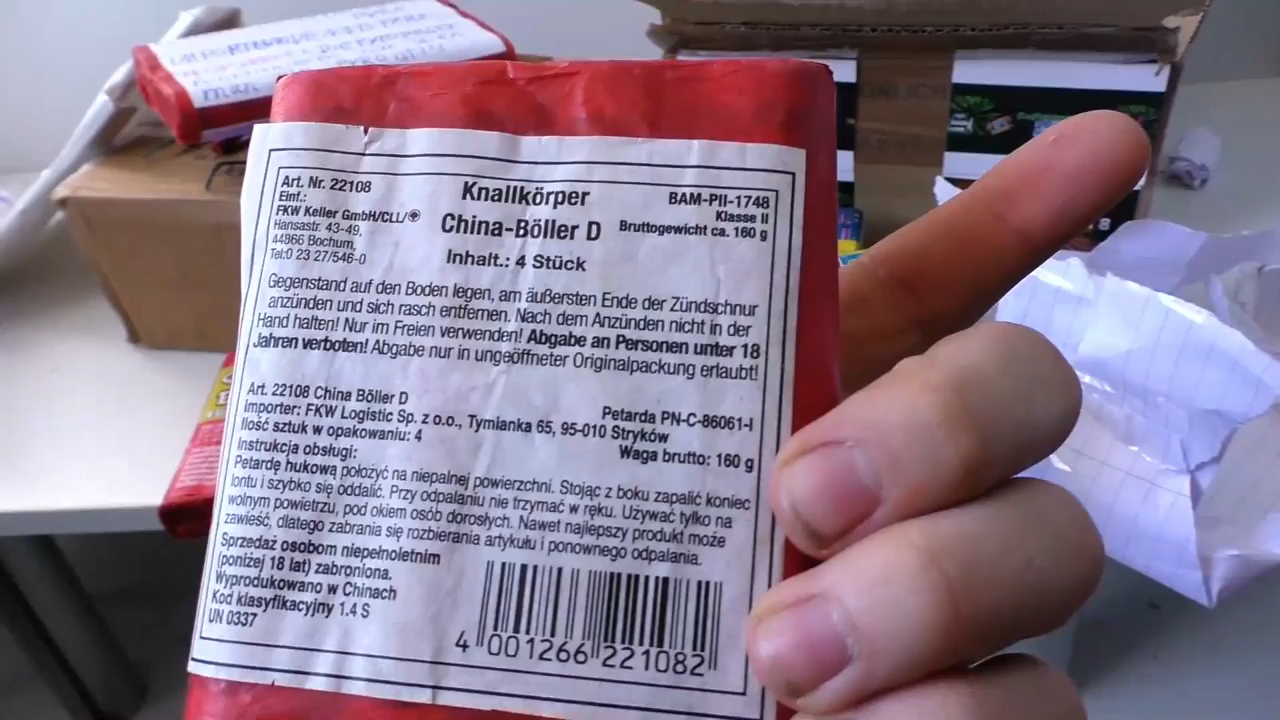 Art. Nr. 22108
Einf.:
FKW Keller GmbH/CLL/
Hansastr. 43-49,
44866 Bochum,
Tel:0 23 27/546-0
Knallkörper
China-Böller D
Inhalt.: 4 Stück
BAM-PII-1748
Klasse II
Bruttogewicht ca. 160 g
Gegenstand auf den Boden legen, am äußersten Ende der Zündschnur
anzünden und sich rasch entfernen. Nach dem Anzünden nicht in der
Hand halten! Nur im Freien verwenden! Abgabe an Personen unter 18
Jahren verboten! Abgabe nur in ungeöffneter Originalpackung erlaubt!
Art. 22108 China Böller D
Petarda PN-C-86061-I
Importer: FKW Logistic Sp. z o.o., Tymianka 65, 95-010 Stryków
Ilość sztuk w opakowaniu: 4
Waga brutto: 160 g
Instrukcja obsługi:
Petardę hukową położyć na niepalnej powierzchni. Stojąc z boku zapalić koniec
lontu i szybko się oddalić. Przy odpalaniu nie trzymać w ręku. Używać tylko na
wolnym powietrzu, pod okiem osób dorosłych. Nawet najlepszy produkt może
zawieść, dlatego zabrania się rozbierania artykułu i ponownego odpalania.
Sprzedaż osobom niepełnoletnim
(poniżej 18 lat) zabroniona.
Wyprodukowano w Chinach
Kod klasyfikacyjny 1.4 S
UN 0337
4 001266 221082